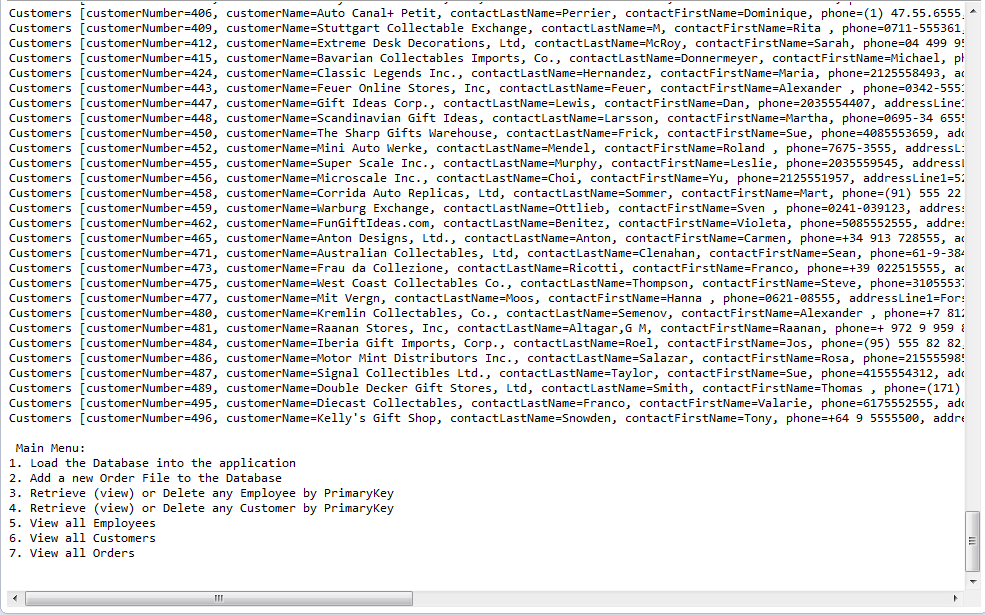 Customers [customerNumber=406, customerName=Auto Canal+ Petit, contactLastName=Perrier, contactFirstName=Dominique, phone=(1) 47.55.6555,
Customers [customerNumber=409, customerName=Stuttgart Collectable Exchange, contactLastName=M, contactFirstName=Rita , phone=0711-555361,
Customers [customerNumber=412, customerName=Extreme Desk Decorations, Ltd, contactLastName=McRoy, contactFirstName=Sarah, phone=04 499 95
Customers [customerNumber=415, customerName=Bavarian Collectables Imports, Co., contactLastName=Donnermeyer, contactFirstName=Michael, ph
Customers [customerNumber=424, customerName=Classic Legends Inc., contactLastName=Hernandez, contactFirstName=Maria, phone=2125558493, ad
Customers [customerNumber=443, customerName=Feuer Online Stores, Inc, contactLastName=Feuer, contactFirstName=Alexander , phone=0342-555
Customers [customerNumber=447, customerName=Gift Ideas Corp., contactLastName=Lewis, contactFirstName=Dan, phone=2035554407, addressLine1
Customers [customerNumber=448, customerName=Scandinavian Gift Ideas, contactLastName=Larsson, contactFirstName=Martha, phone=0695-34 6555
Customers [customerNumber=450, customerName=The Sharp Gifts Warehouse, contactLastName=Frick, contactFirstName=Sue, phone=4085553659, add
Customers [customerNumber=452, customerName=Mini Auto Werke, contactLastName=Mendel, contactFirstName=Roland , phone=7675-3555, addressLi
Customers [customerNumber=455, customerName=Super Scale Inc., contactLastName=Murphy, contactFirstName=Leslie, phone=2035559545, address
Customers [customerNumber=456, customerName=Microscale Inc., contactLastName=Choi, contactFirstName=Yu, phone=2125551957, addressLine1=52
Customers [customerNumber=458, customerName=Corrida Auto Replicas, Ltd, contactLastName=Sommer, contactFirstName=Mart, phone=(91) 555 22
Customers [customerNumber=459, customerName=Warburg Exchange, contactLastName=Ottlieb, contactFirstName=Sven , phone=0241-039123, address
Customers [customerNumber=462, customerName=FunGiftIdeas.com, contactLastName=Benitez, contactFirstName=Violeta, phone=5085552555, addres
Customers [customerNumber=465, customerName=Anton Designs, Ltd., contactLastName=Anton, contactFirstName=Carmen, phone=+34 913 728555, ad
Customers [customerNumber=471, customerName=Australian Collectables, Ltd, contactLastName=Clenahan, contactFirstName=Sean, phone=61-9-384
Customers [customerNumber=473, customerName=Frau da Collezione, contactLastName=Ricotti, contactFirstName=Franco, phone=+39 022515555, ad
Customers [customerNumber=475, customerName=West Coast Collectables Co., contactLastName=Thompson, contactFirstName=Steve, phone=31055537
Customers [customerNumber=477, customerName=Mit Vergn, contactLastName=Moos, contactFirstName=Hanna , phone=0621-08555, addressLine1=Fors
Customers [customerNumber=480, customerName=Kremlin Collectables, Co., contactLastName=Semenov, contactFirstName=Alexander , phone=+7 812
Customers [customerNumber=481, customerName=Raanan Stores, Inc, contactLastName=Altagar,G M, contactFirstName=Raanan, phone=+ 972 9 959 8
Customers [customerNumber=484, customerName=Iberia Gift Imports, Corp., contactLastName=Roel, contactFirstName=Jos, phone=(95) 555 82 82,
Customers [customerNumber=486, customerName=Motor Mint Distributors Inc., contactLastName=Salazar, contactFirstName=Rosa, phone=215555985
Customers [customerNumber=487, customerName=Signal Collectibles Ltd., contactLastName=Taylor, contactFirstName=Sue, phone=4155554312, add
Customers [customerNumber=489, customerName=Double Decker Gift Stores, Ltd, contactLastName=Smith, contactFirstName=Thomas , phone=(171)
Customers [customerNumber=495, customerName=Diecast Collectables, contactLastName=Franco, contactFirstName=Valarie, phone=6175552555, add
Customers [customerNumber=496, customerName=Kelly's Gift Shop, contactLastName=Snowden, contactFirstName=Tony, phone=+64 9 5555500, addre
Main Menu:
1. Load the Database into the application
2. Add a new Order File to the Database
3. Retrieve (view) or Delete any Employee by PrimaryKey
4. Retrieve (view) or Delete any Customer by PrimaryKey
5. View all Employees
6. View all Customers
7. View all Orders